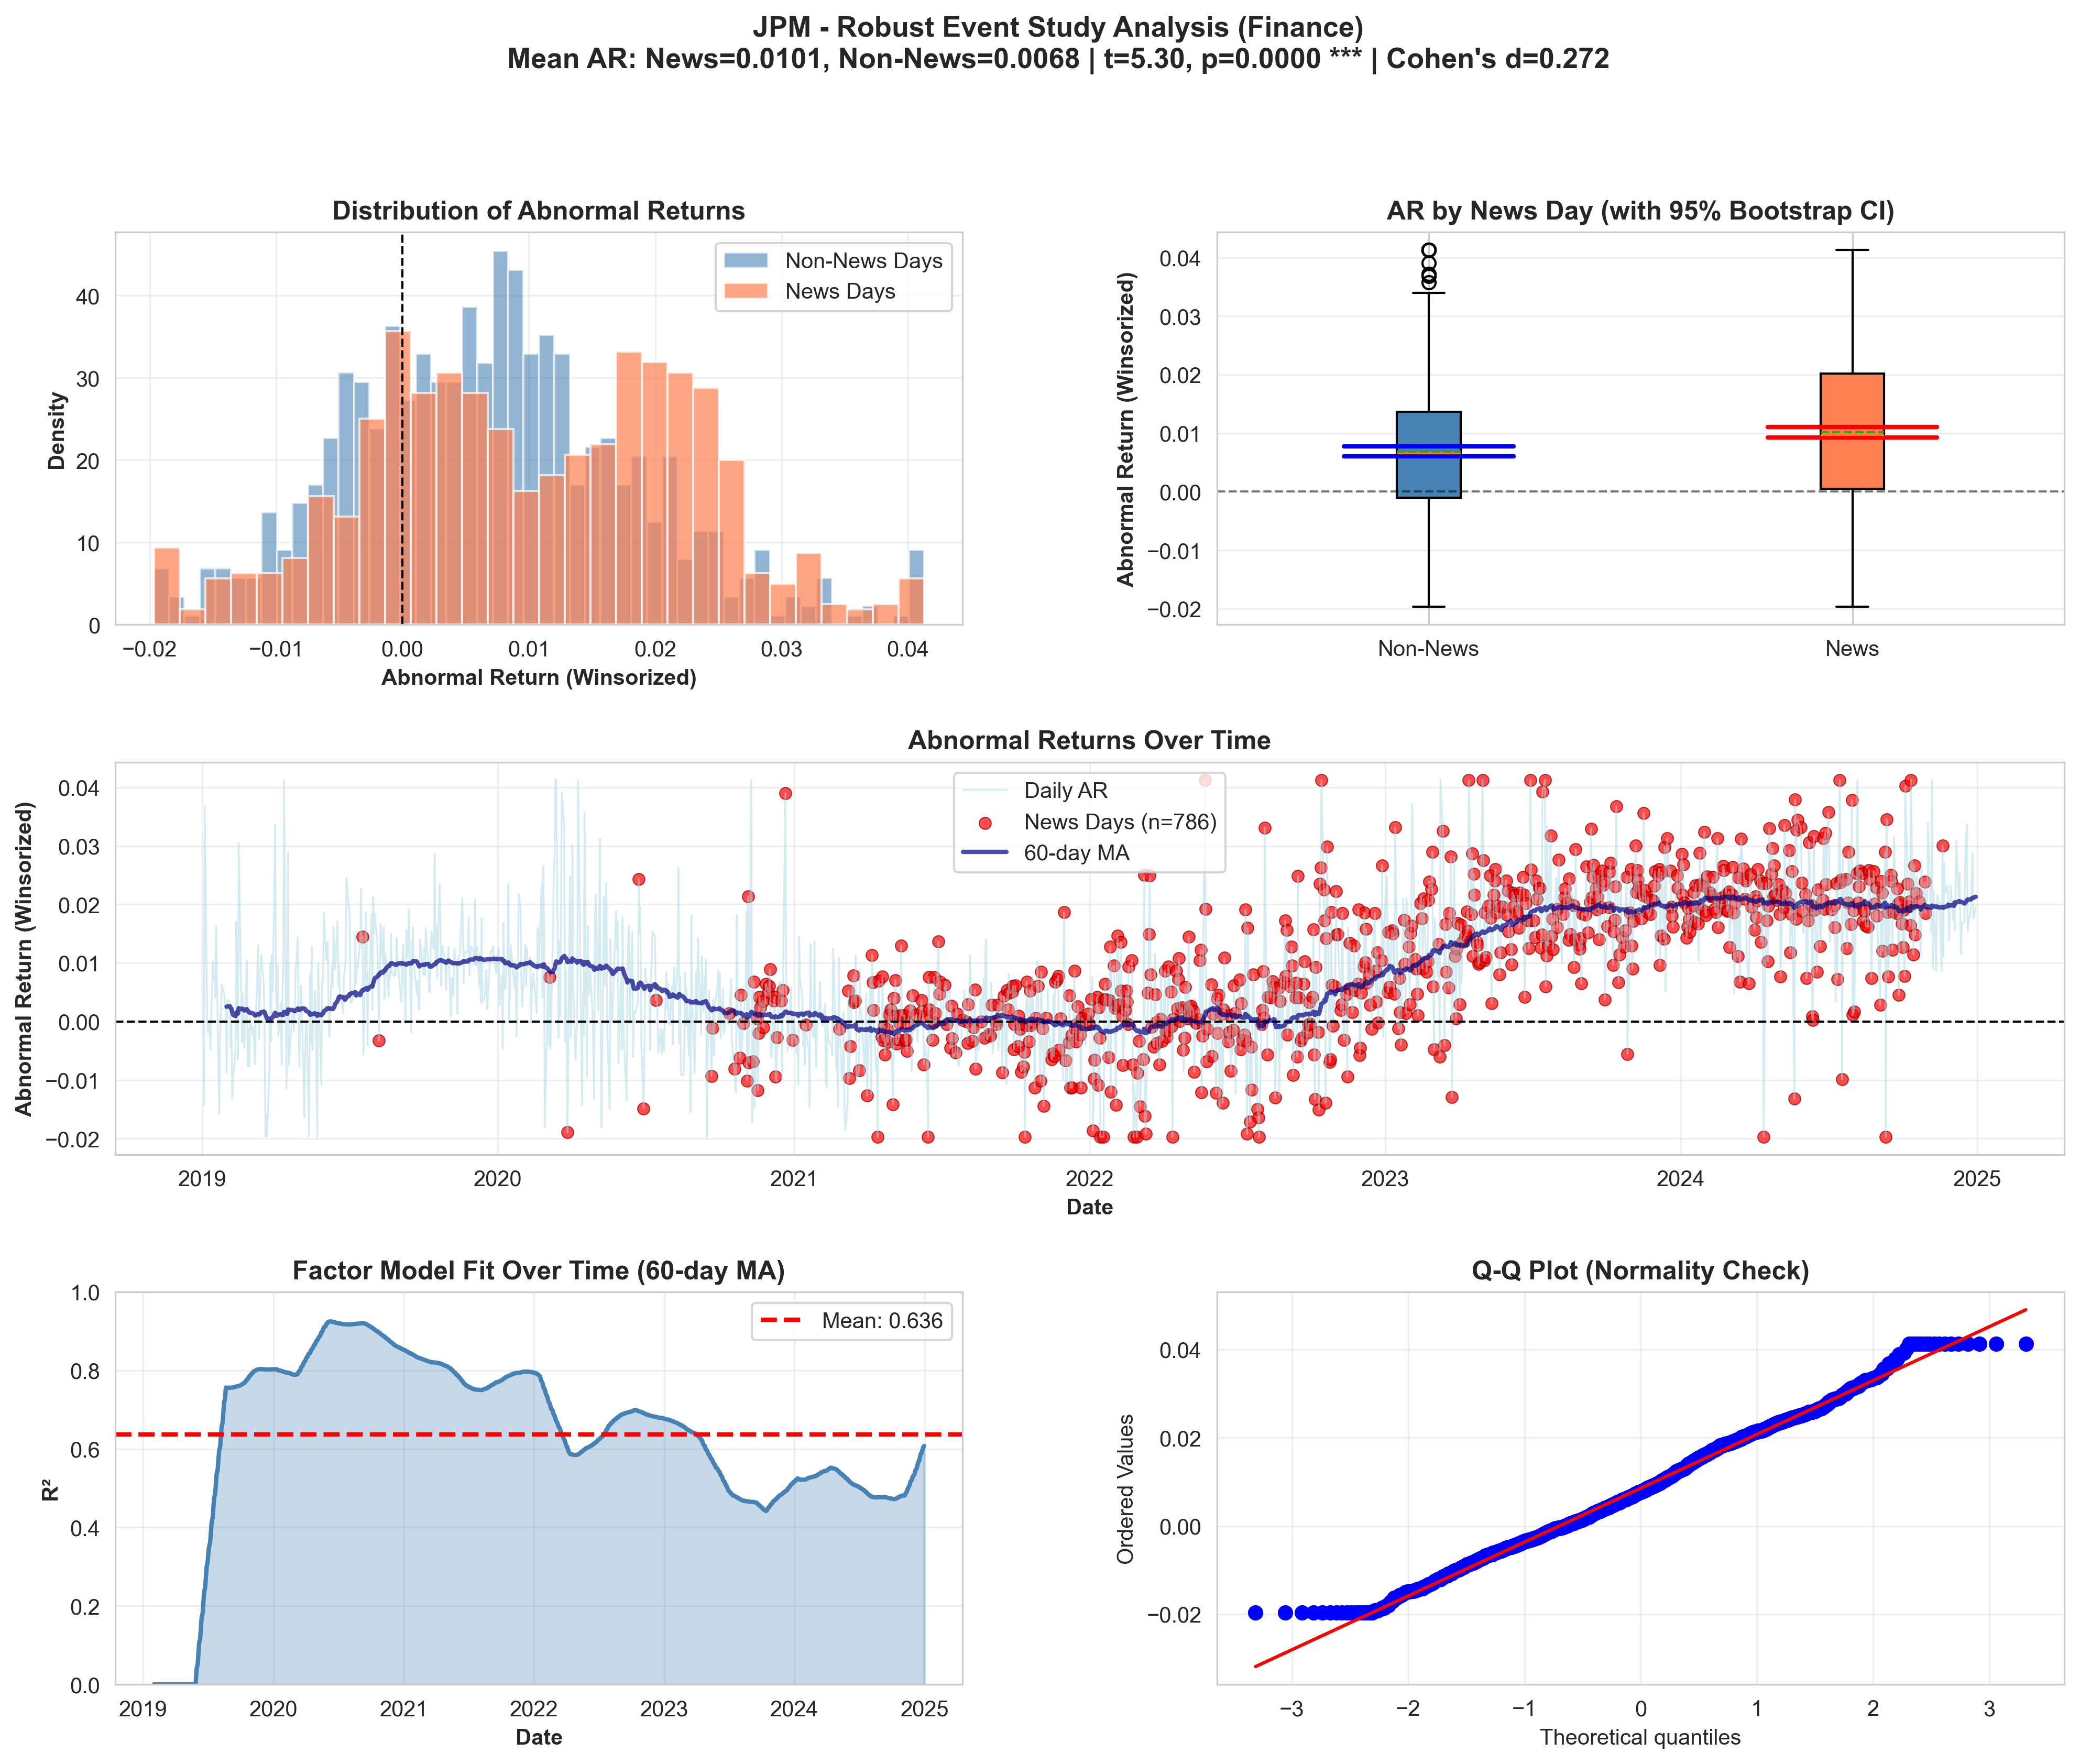 JPM - Robust Event Study Analysis (Finance)
Mean AR: News=0.0101, Non-News=0.0068 | t=5.30, p=0.0000 *** | Cohen's d=0.272
Distribution of Abnormal Returns
Non-News Days
News Days
Density
40
30
20
10
0
−0.02
−0.01
0.00
0.01
0.02
0.03
0.04
Abnormal Return (Winsorized)
AR by News Day (with 95% Bootstrap CI)
Abnormal Return (Winsorized)
0.04
0.03
0.02
0.01
0.00
−0.01
−0.02
Non-News
News
Abnormal Returns Over Time
Daily AR
News Days (n=786)
60-day MA
Abnormal Return (Winsorized)
0.04
0.03
0.02
0.01
0.00
−0.01
−0.02
2019
2020
2021
2022
2023
2024
2025
Date
Factor Model Fit Over Time (60-day MA)
Mean: 0.636
R²
1.0
0.8
0.6
0.4
0.2
0.0
2019
2020
2021
2022
2023
2024
2025
Date
Q-Q Plot (Normality Check)
Ordered Values
0.04
0.02
0.00
−0.02
−3
−2
−1
0
1
2
3
Theoretical quantiles